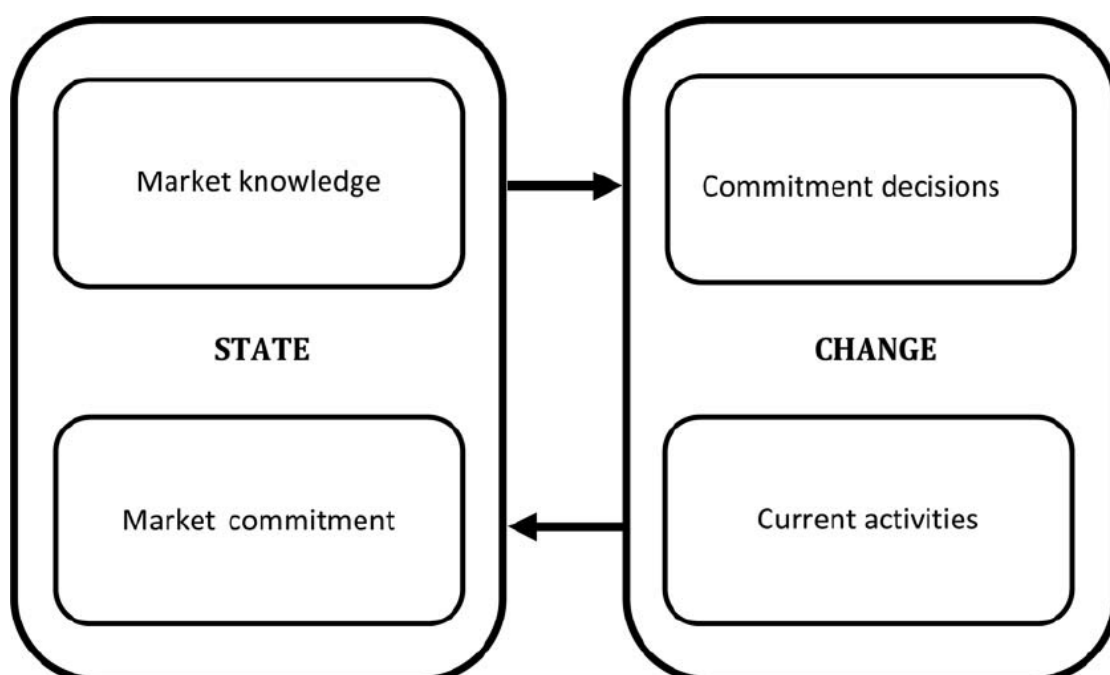 Market knowledge
Commitment decisions
STATE
CHANGE
Market commitment
Current activities